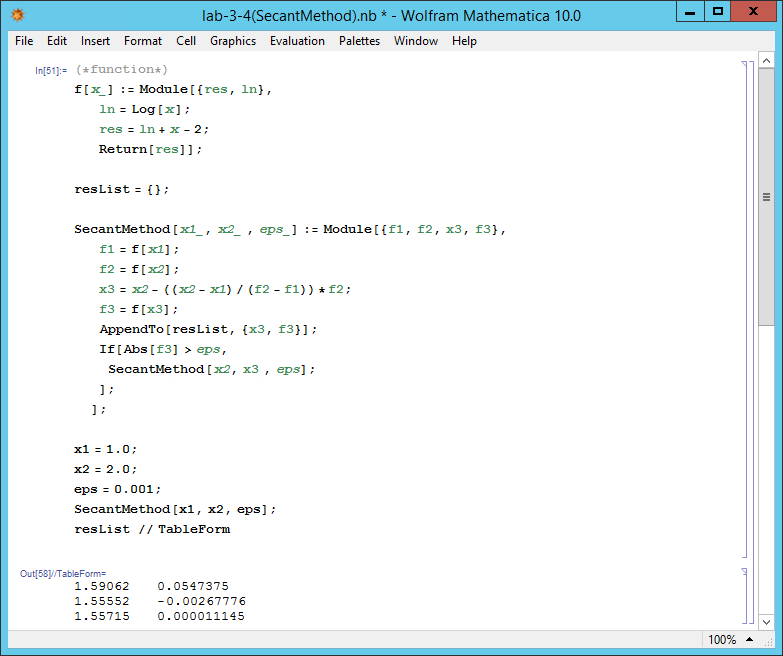 lab-3-4(SecantMethod).nb * - Wolfram Mathematica 10.0
File Edit Insert Format Cell Graphics Evaluation Palettes Window Help
In[51]:= (*function*)
f[x_] := Module[{res, ln},
ln = Log[x];
res = ln + x - 2;
Return[res]];
resList = {};
SecantMethod[x1_, x2_ , eps_] := Module[{f1, f2, x3, f3},
f1 = f[x1];
f2 = f[x2];
x3 = x2 - ((x2 - x1) / (f2 - f1)) * f2;
f3 = f[x3];
AppendTo[resList, {x3, f3}];
If[Abs[f3] > eps,
SecantMethod[x2, x3 , eps];
];
];
x1 = 1.0;
x2 = 2.0;
eps = 0.001;
SecantMethod[x1, x2, eps];
resList // TableForm
Out[58]//TableForm=
1.59062 0.0547375
1.55552 -0.00267776
1.55715 0.000011145
100%